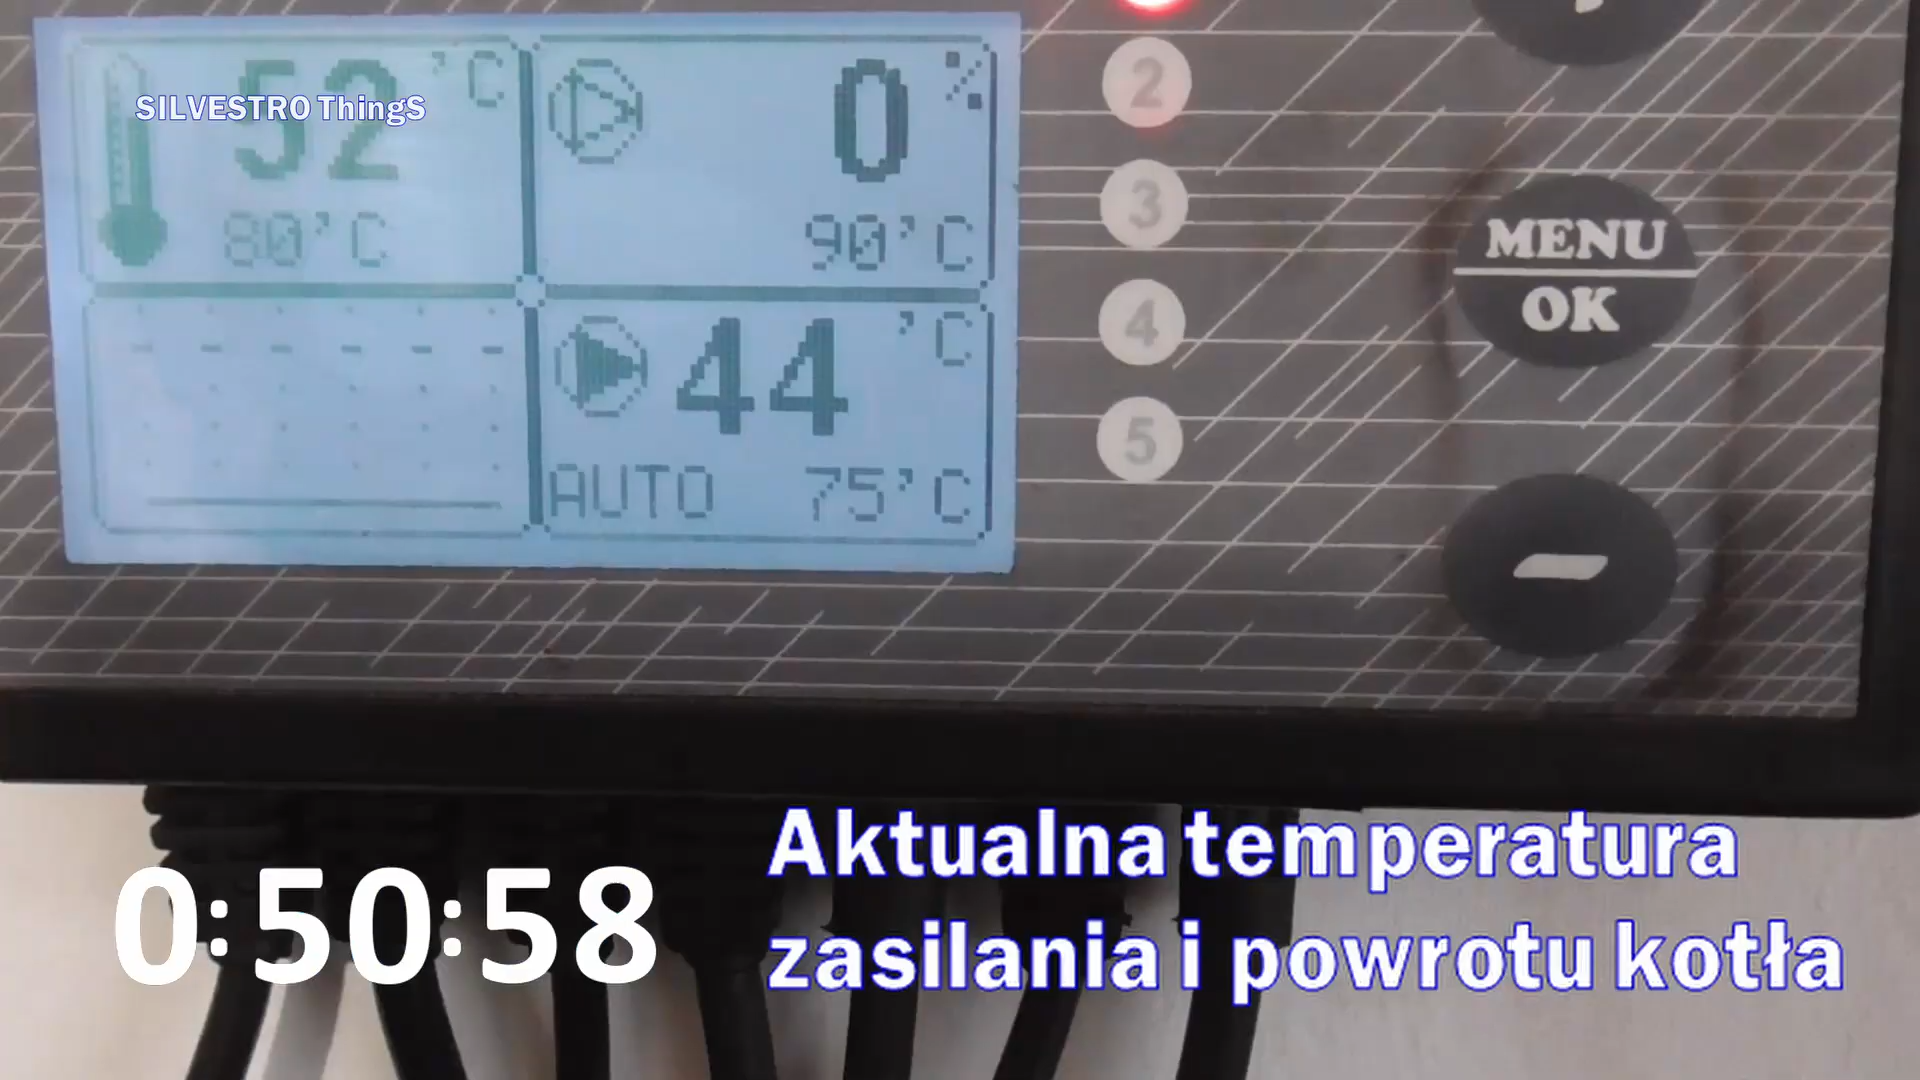 52 'C
80'C
SILVESTRO ThingS
0 %
90'C
44 'C
AUTO 75'C
2
3
4
5
MENU
OK
-
0:50:58
Aktualna temperatura
zasilania i powrotu kotła